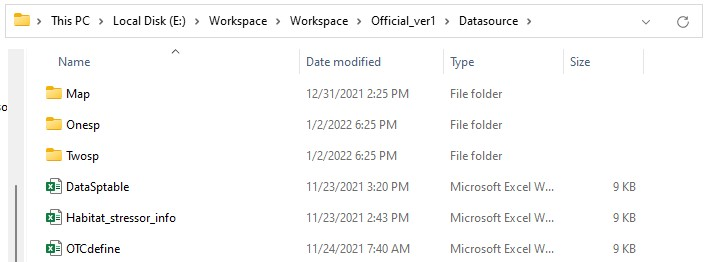 This PC > Local Disk (E:) > Workspace > Workspace > Official_ver1 > Datasource >
Name Date modified Type Size
Map 12/31/2021 2:25 PM File folder
so
Onesp 1/2/2022 6:25 PM File folder
Twosp 1/2/2022 6:25 PM File folder
DataSptable 11/23/2021 3:20 PM Microsoft Excel W... 9 KB
Habitat_stressor_info 11/23/2021 2:43 PM Microsoft Excel W... 9 KB
OTCdefine 11/24/2021 7:40 AM Microsoft Excel W... 9 KB